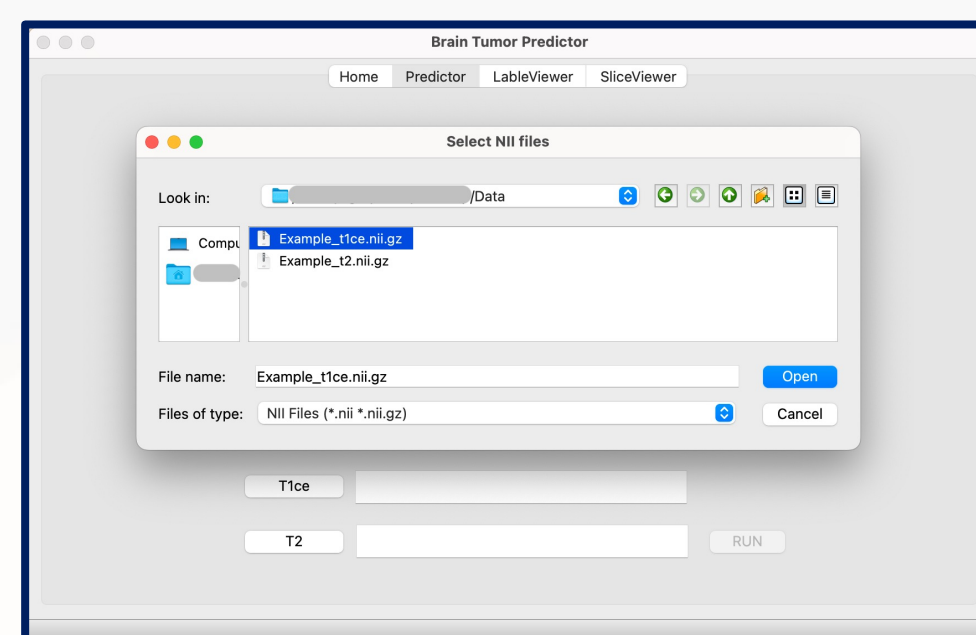 Brain Tumor Predictor
Home Predictor LableViewer SliceViewer
Select NII files
Look in: /Data
Compu
Example_t1ce.nii.gz
Example_t2.nii.gz
File name: Example_t1ce.nii.gz Open
Files of type: NII Files (*.nii *.nii.gz) Cancel
T1ce
T2 RUN